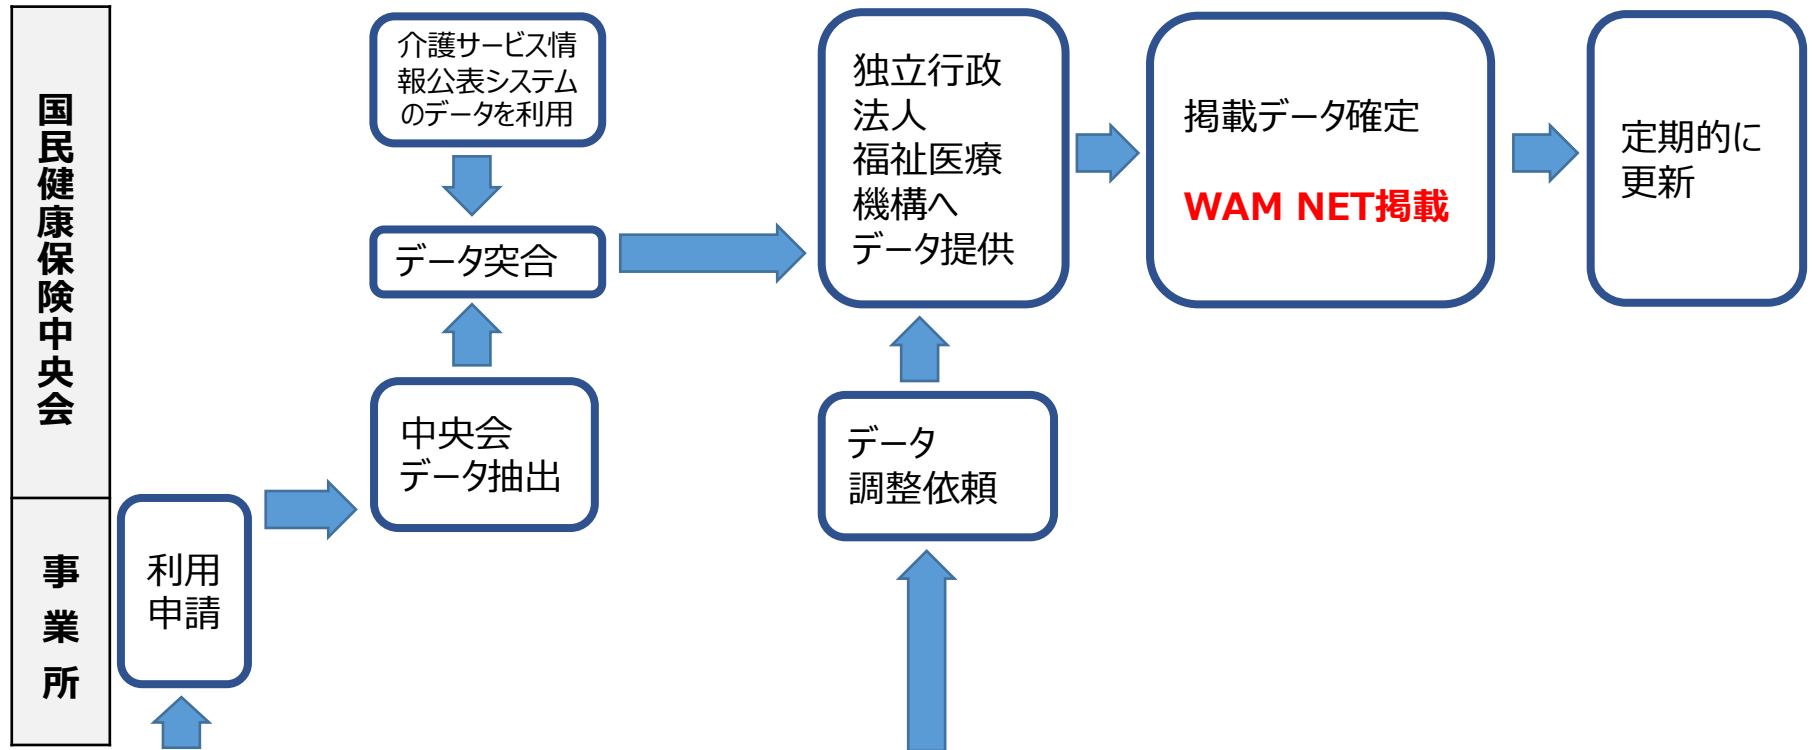 国民健康保険中央会
事業所
利用
申請
介護サービス情
報公表システム
のデータを利用
データ突合
中央会
データ抽出
独立行政
法人
福祉医療
機構へ
データ提供
データ
調整依頼
掲載データ確定
WAM NET掲載
定期的に
更新